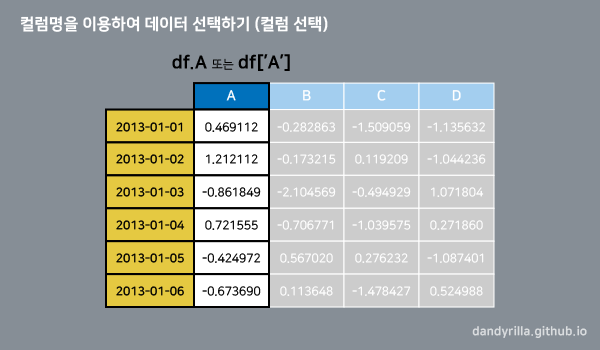 컬럼명을 이용하여 데이터 선택하기 (컬럼 선택)
df.A 또는 df['A']
A B C D
2013-01-01 0.469112 -0.282863 -1.509059 -1.135632
2013-01-02 1.212112 -0.173215 0.119209 -1.044236
2013-01-03 -0.861849 -2.104569 -0.494929 1.071804
2013-01-04 0.721555 -0.706771 -1.039575 0.271860
2013-01-05 -0.424972 0.567020 0.276232 -1.087401
2013-01-06 -0.673690 0.113648 -1.478427 0.524988
dandyrilla.github.io